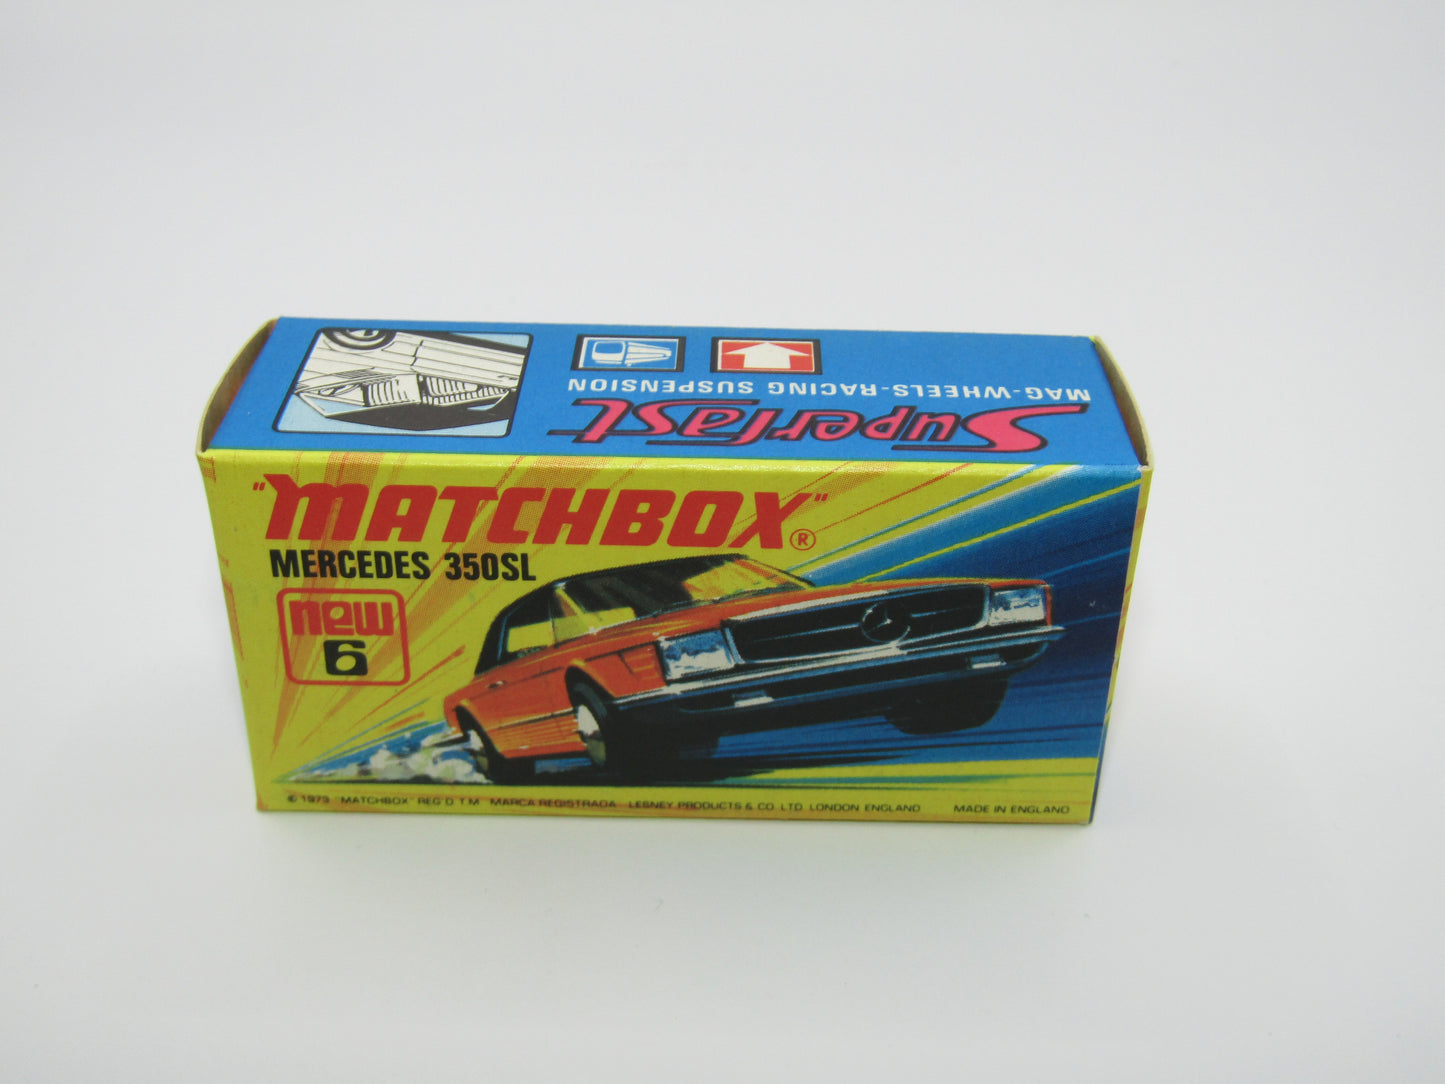 Superfast
MAG-WHEELS-RACING SUSPENSION
"MATCHBOX"®
MERCEDES 350SL
new
6
© 1973 "MATCHBOX" REG'D T.M. MARCA REGISTRADA LESNEY PRODUCTS & CO. LTD. LONDON ENGLAND MADE IN ENGLAND